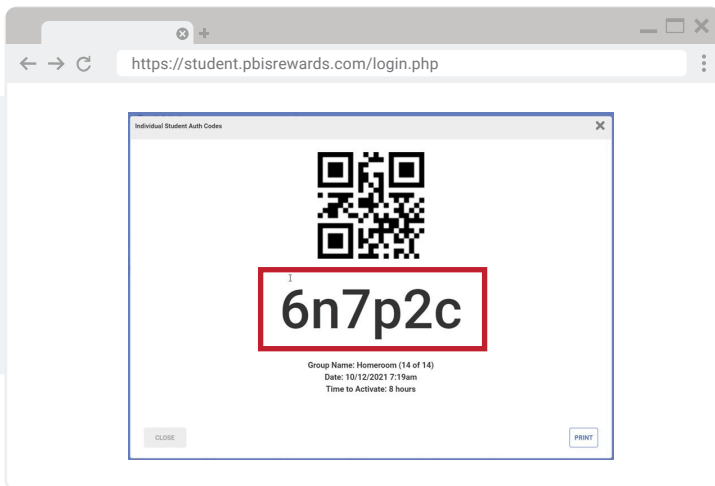 https://student.pbisrewards.com/login.php
Individual Student Auth Codes
6n7p2c
Group Name: Homeroom (14 of 14)
Date: 10/12/2021 7:19am
Time to Activate: 8 hours
CLOSE
PRINT